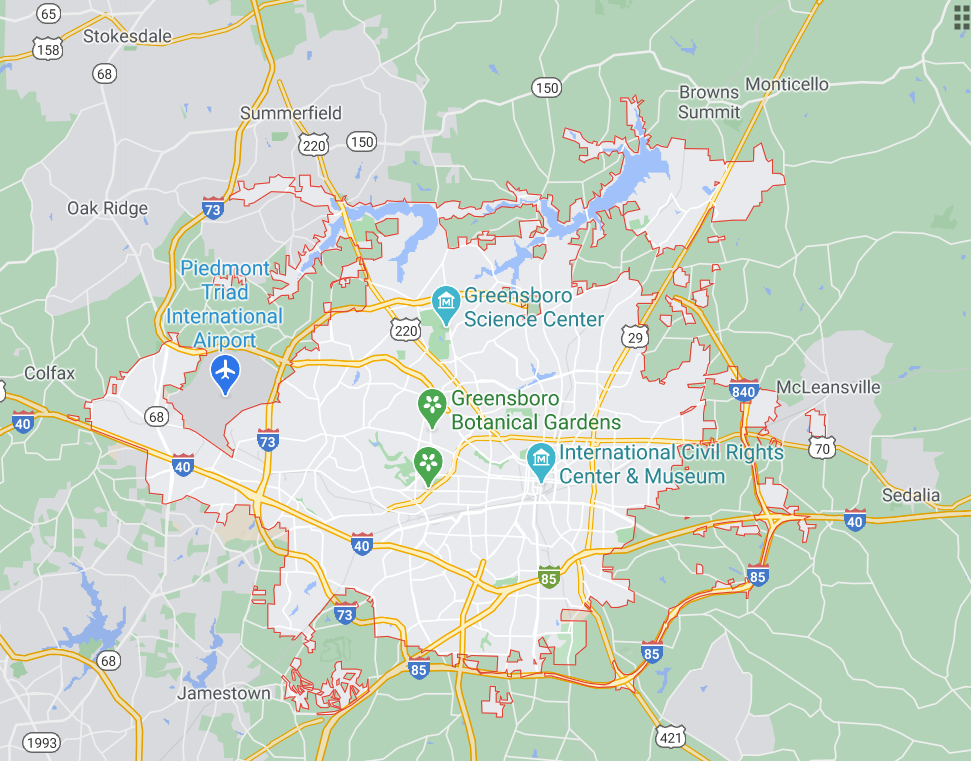 65
Stokesdale
158
68
150
Monticello
Browns
Summit
Summerfield
220
150
Oak Ridge
73
Piedmont
Triad
International
Airport
Greensboro
Science Center
220
29
Colfax
840
McLeansville
Greensboro
Botanical Gardens
68
40
73
70
International Civil Rights
Center & Museum
40
Sedalia
40
40
85
85
73
85
85
68
Jamestown
421
1993